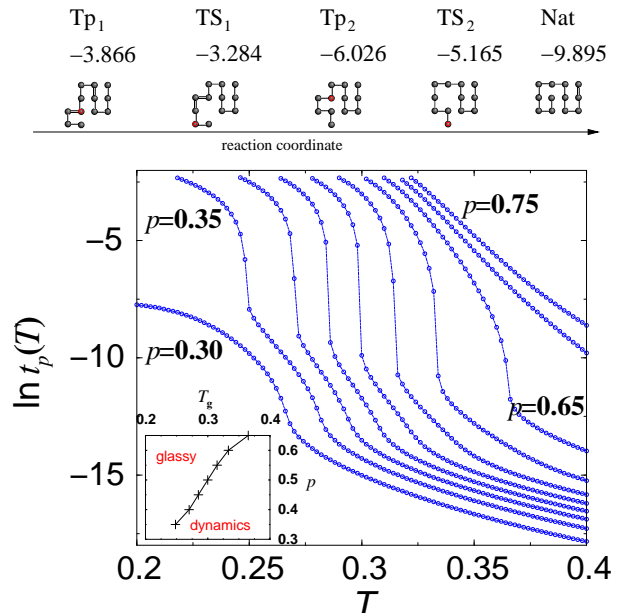 Tp1 TS1 Tp2 TS2 Nat
−3.866 −3.284 −6.026 −5.165 −9.895
reaction coordinate
p=0.75
p=0.35
−5
ln tp(T)
−10
p=0.30
p=0.65
Tg
0.2 0.3 0.4
glassy
dynamics
0.6
0.5
0.4
0.3
p
−15
0.2 0.25 0.3 0.35 0.4
T